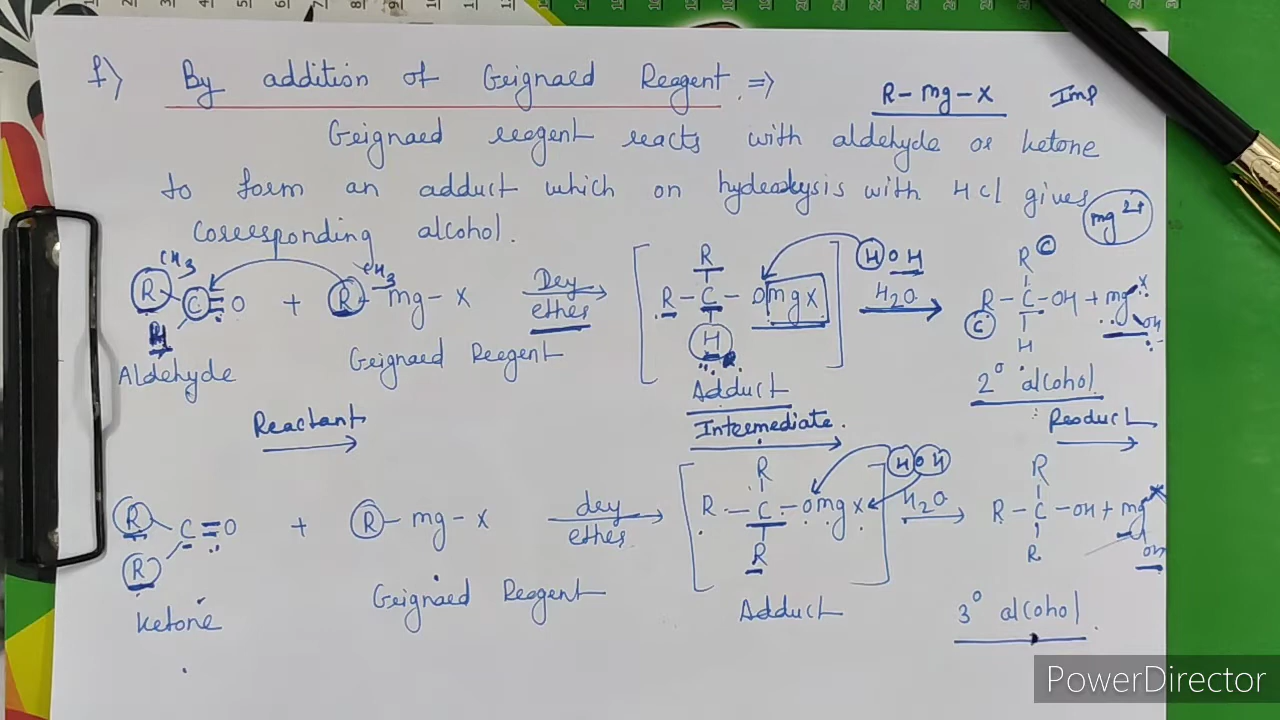 f) By addition of Grignard Reagent ⇒ R-mg-X Imp
Grignard reagent reacts with aldehyde or ketone
to form an adduct which on hydrolysis with HCl gives
corresponding alcohol. mg²⁺
CH3 CH3 R R ©
R C=O + R mg-X Dry ether [R-C-OmgX] HOH H2O R-C-OH + mg X OH
H H C H
Aldehyde Grignard Reagent Adduct 2° alcohol
Reactant Intermediate. Product
R R HOH R
R C=O + R-mg-X dry ether [R-C-OmgX] H2O R-C-OH + mg X OH
R R R
Ketone Grignard Reagent Adduct 3° alcohol.
PowerDirector